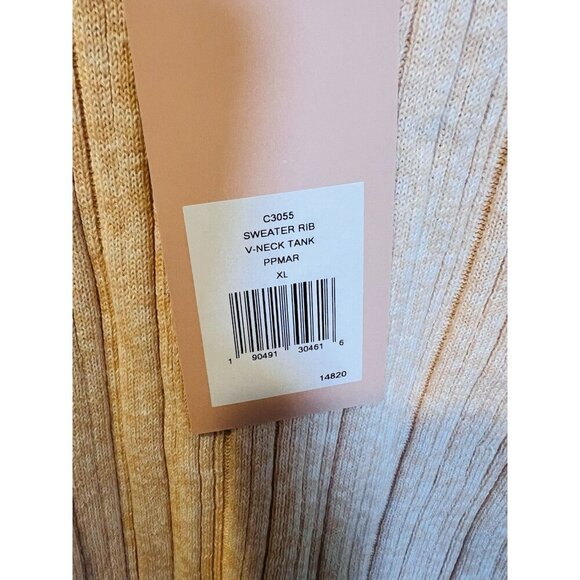 C3055
SWEATER RIB
V-NECK TANK
PPMAR
XL
1 90491 30461 6
14820